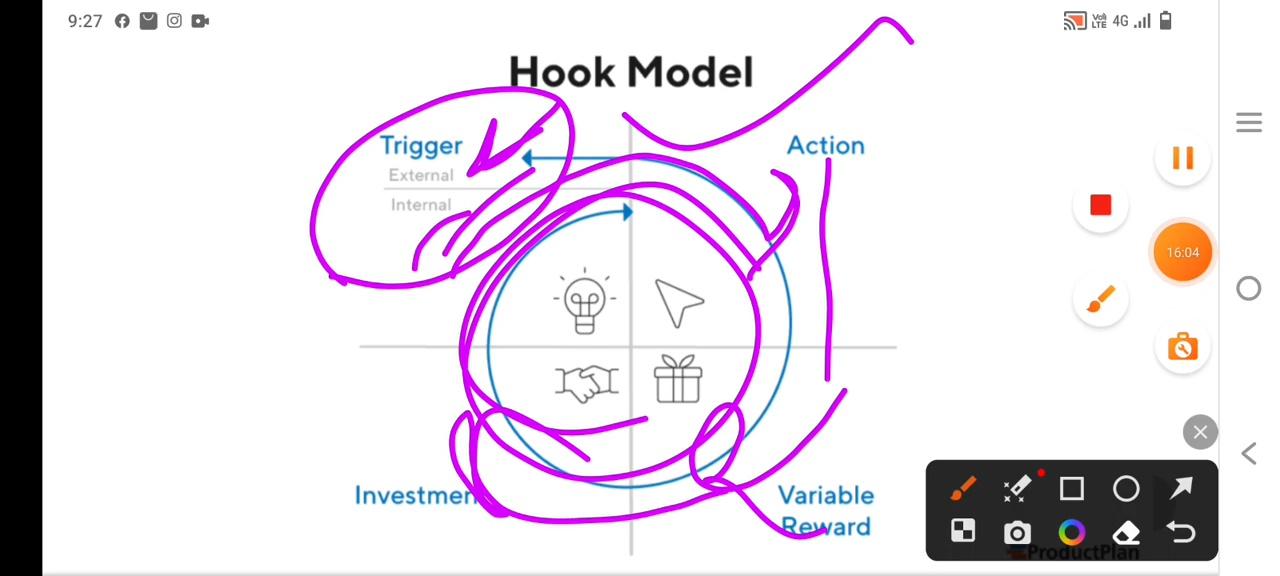 9:27
Vo) LTE 4G
Hook Model
Trigger
External
Internal
Action
16:04
Investment
Variable
Reward
ProductPlan